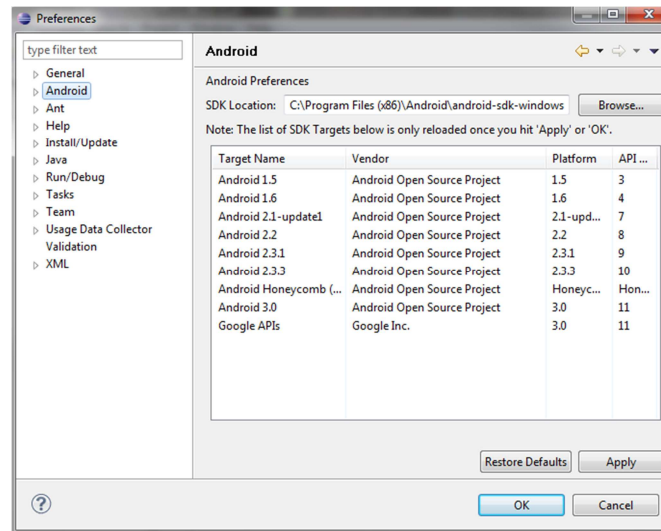 Preferences
type filter text
General
Android
Ant
Help
Install/Update
Java
Run/Debug
Tasks
Team
Usage Data Collector
Validation
XML
Android
Android Preferences
SDK Location: C:\Program Files (x86)\Android\android-sdk-windows Browse...
Note: The list of SDK Targets below is only reloaded once you hit 'Apply' or 'OK'.
Target Name Vendor Platform API ...
Android 1.5 Android Open Source Project 1.5 3
Android 1.6 Android Open Source Project 1.6 4
Android 2.1-update1 Android Open Source Project 2.1-upd... 7
Android 2.2 Android Open Source Project 2.2 8
Android 2.3.1 Android Open Source Project 2.3.1 9
Android 2.3.3 Android Open Source Project 2.3.3 10
Android Honeycomb (... Android Open Source Project Honeyc... Hon...
Android 3.0 Android Open Source Project 3.0 11
Google APIs Google Inc. 3.0 11
Restore Defaults Apply
? OK Cancel